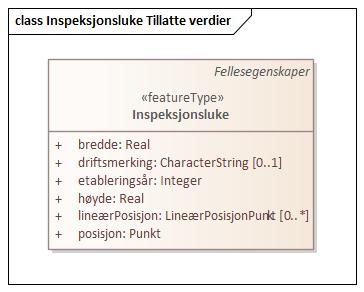 class Inspeksjonsluke Tillatte verdier
Fellesegenskaper
«featureType»
Inspeksjonsluke
+ bredde: Real
+ driftsmerking: CharacterString [0..1]
+ etableringsår: Integer
+ høyde: Real
+ lineærPosisjon: LineærPosisjonPunkt [0..*]
+ posisjon: Punkt